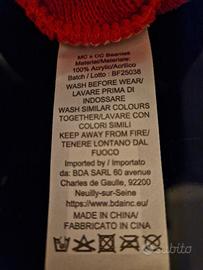 MC x CC Beanies
Material/Materiale:
100% Acrylic/Acrilico
Batch / Lotto : BF25038
WASH BEFORE WEAR/
LAVARE PRIMA DI
INDOSSARE
WASH SIMILAR COLOURS
TOGETHER/LAVARE CON
COLORI SIMILI
KEEP AWAY FROM FIRE/
TENERE LONTANO DAL
FUOCO
Imported by / Importato
da: BDA SARL 60 avenue
Charles de Gaulle, 92200
Neuilly-sur-Seine
https://www.bdainc.eu/
MADE IN CHINA /
FABBRICATO IN CINA
subito